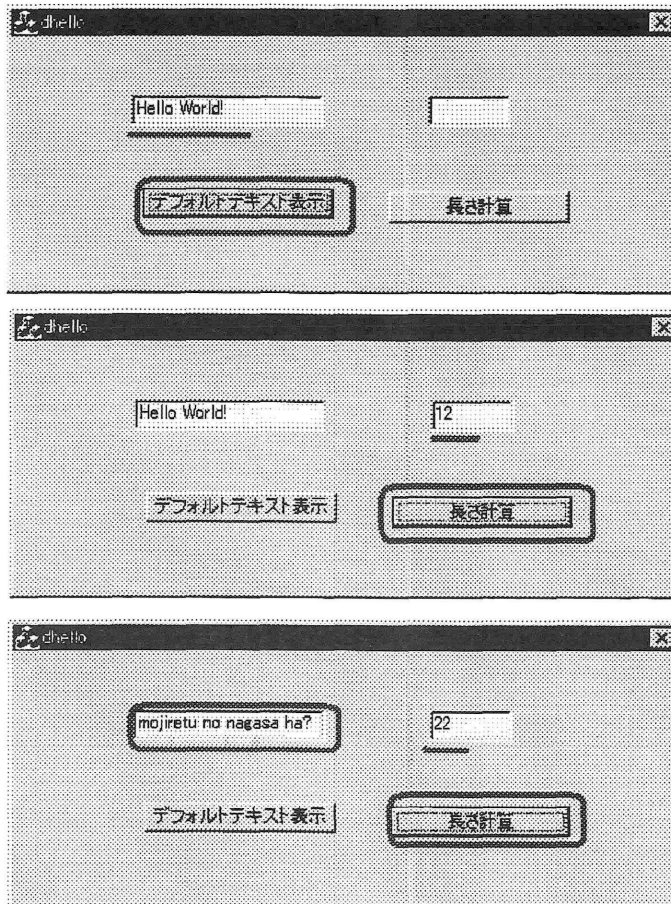 dhello
Hello World!
デフォルトテキスト表示
長さ計算
dhello
Hello World!
12
デフォルトテキスト表示
長さ計算
dhello
mojiretu no nagasa ha?
22
デフォルトテキスト表示
長さ計算